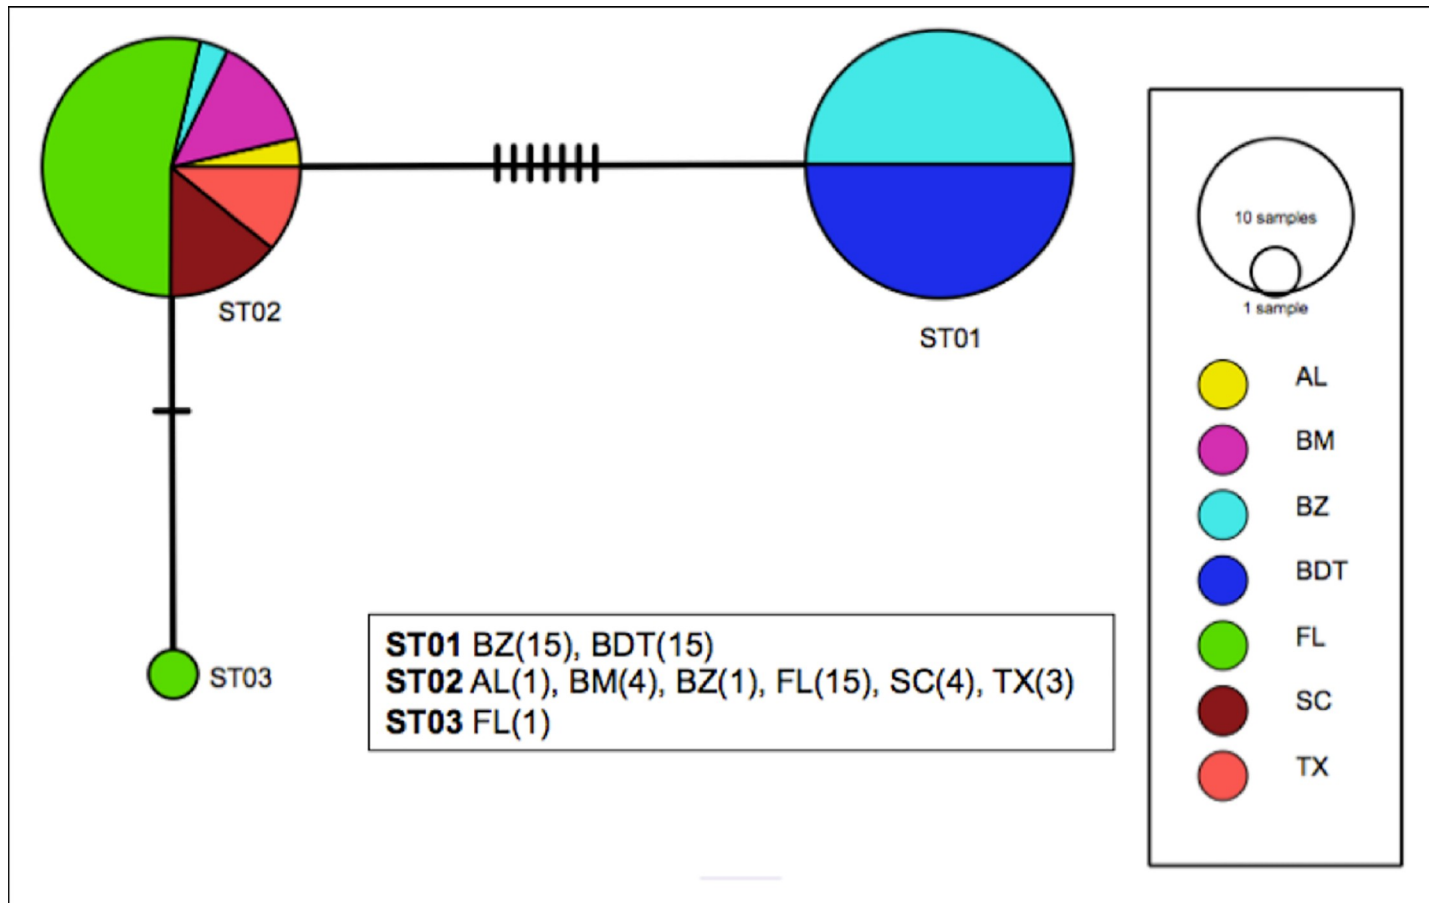 ST02
ST01
ST03
ST01 BZ(15), BDT(15)
ST02 AL(1), BM(4), BZ(1), FL(15), SC(4), TX(3)
ST03 FL(1)
10 samples
1 sample
AL
BM
BZ
BDT
FL
SC
TX